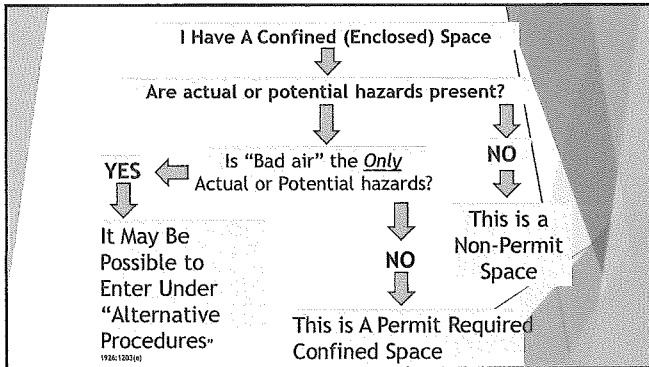 I Have A Confined (Enclosed) Space
Are actual or potential hazards present?
Is “Bad air” the Only
Actual or Potential hazards?
YES
NO
It May Be
Possible to
Enter Under
“Alternative
Procedures”
1926:1203(e)
NO
This is a
Non-Permit
Space
This is A Permit Required
Confined Space